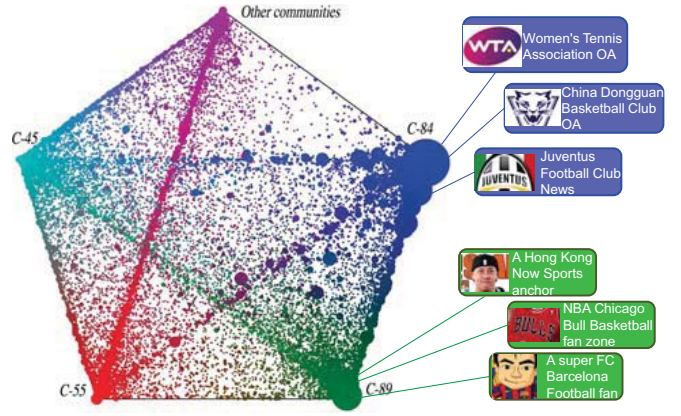 Other communities
C-45
C-84
C-55
C-89
WTA
Women's Tennis
Association OA
China Dongguan
Basketball Club
OA
JUVENTUS
Juventus
Football Club
News
A Hong Kong
Now Sports
anchor
BULLS
NBA Chicago
Bull Basketball
fan zone
A super FC
Barcelona
Football fan